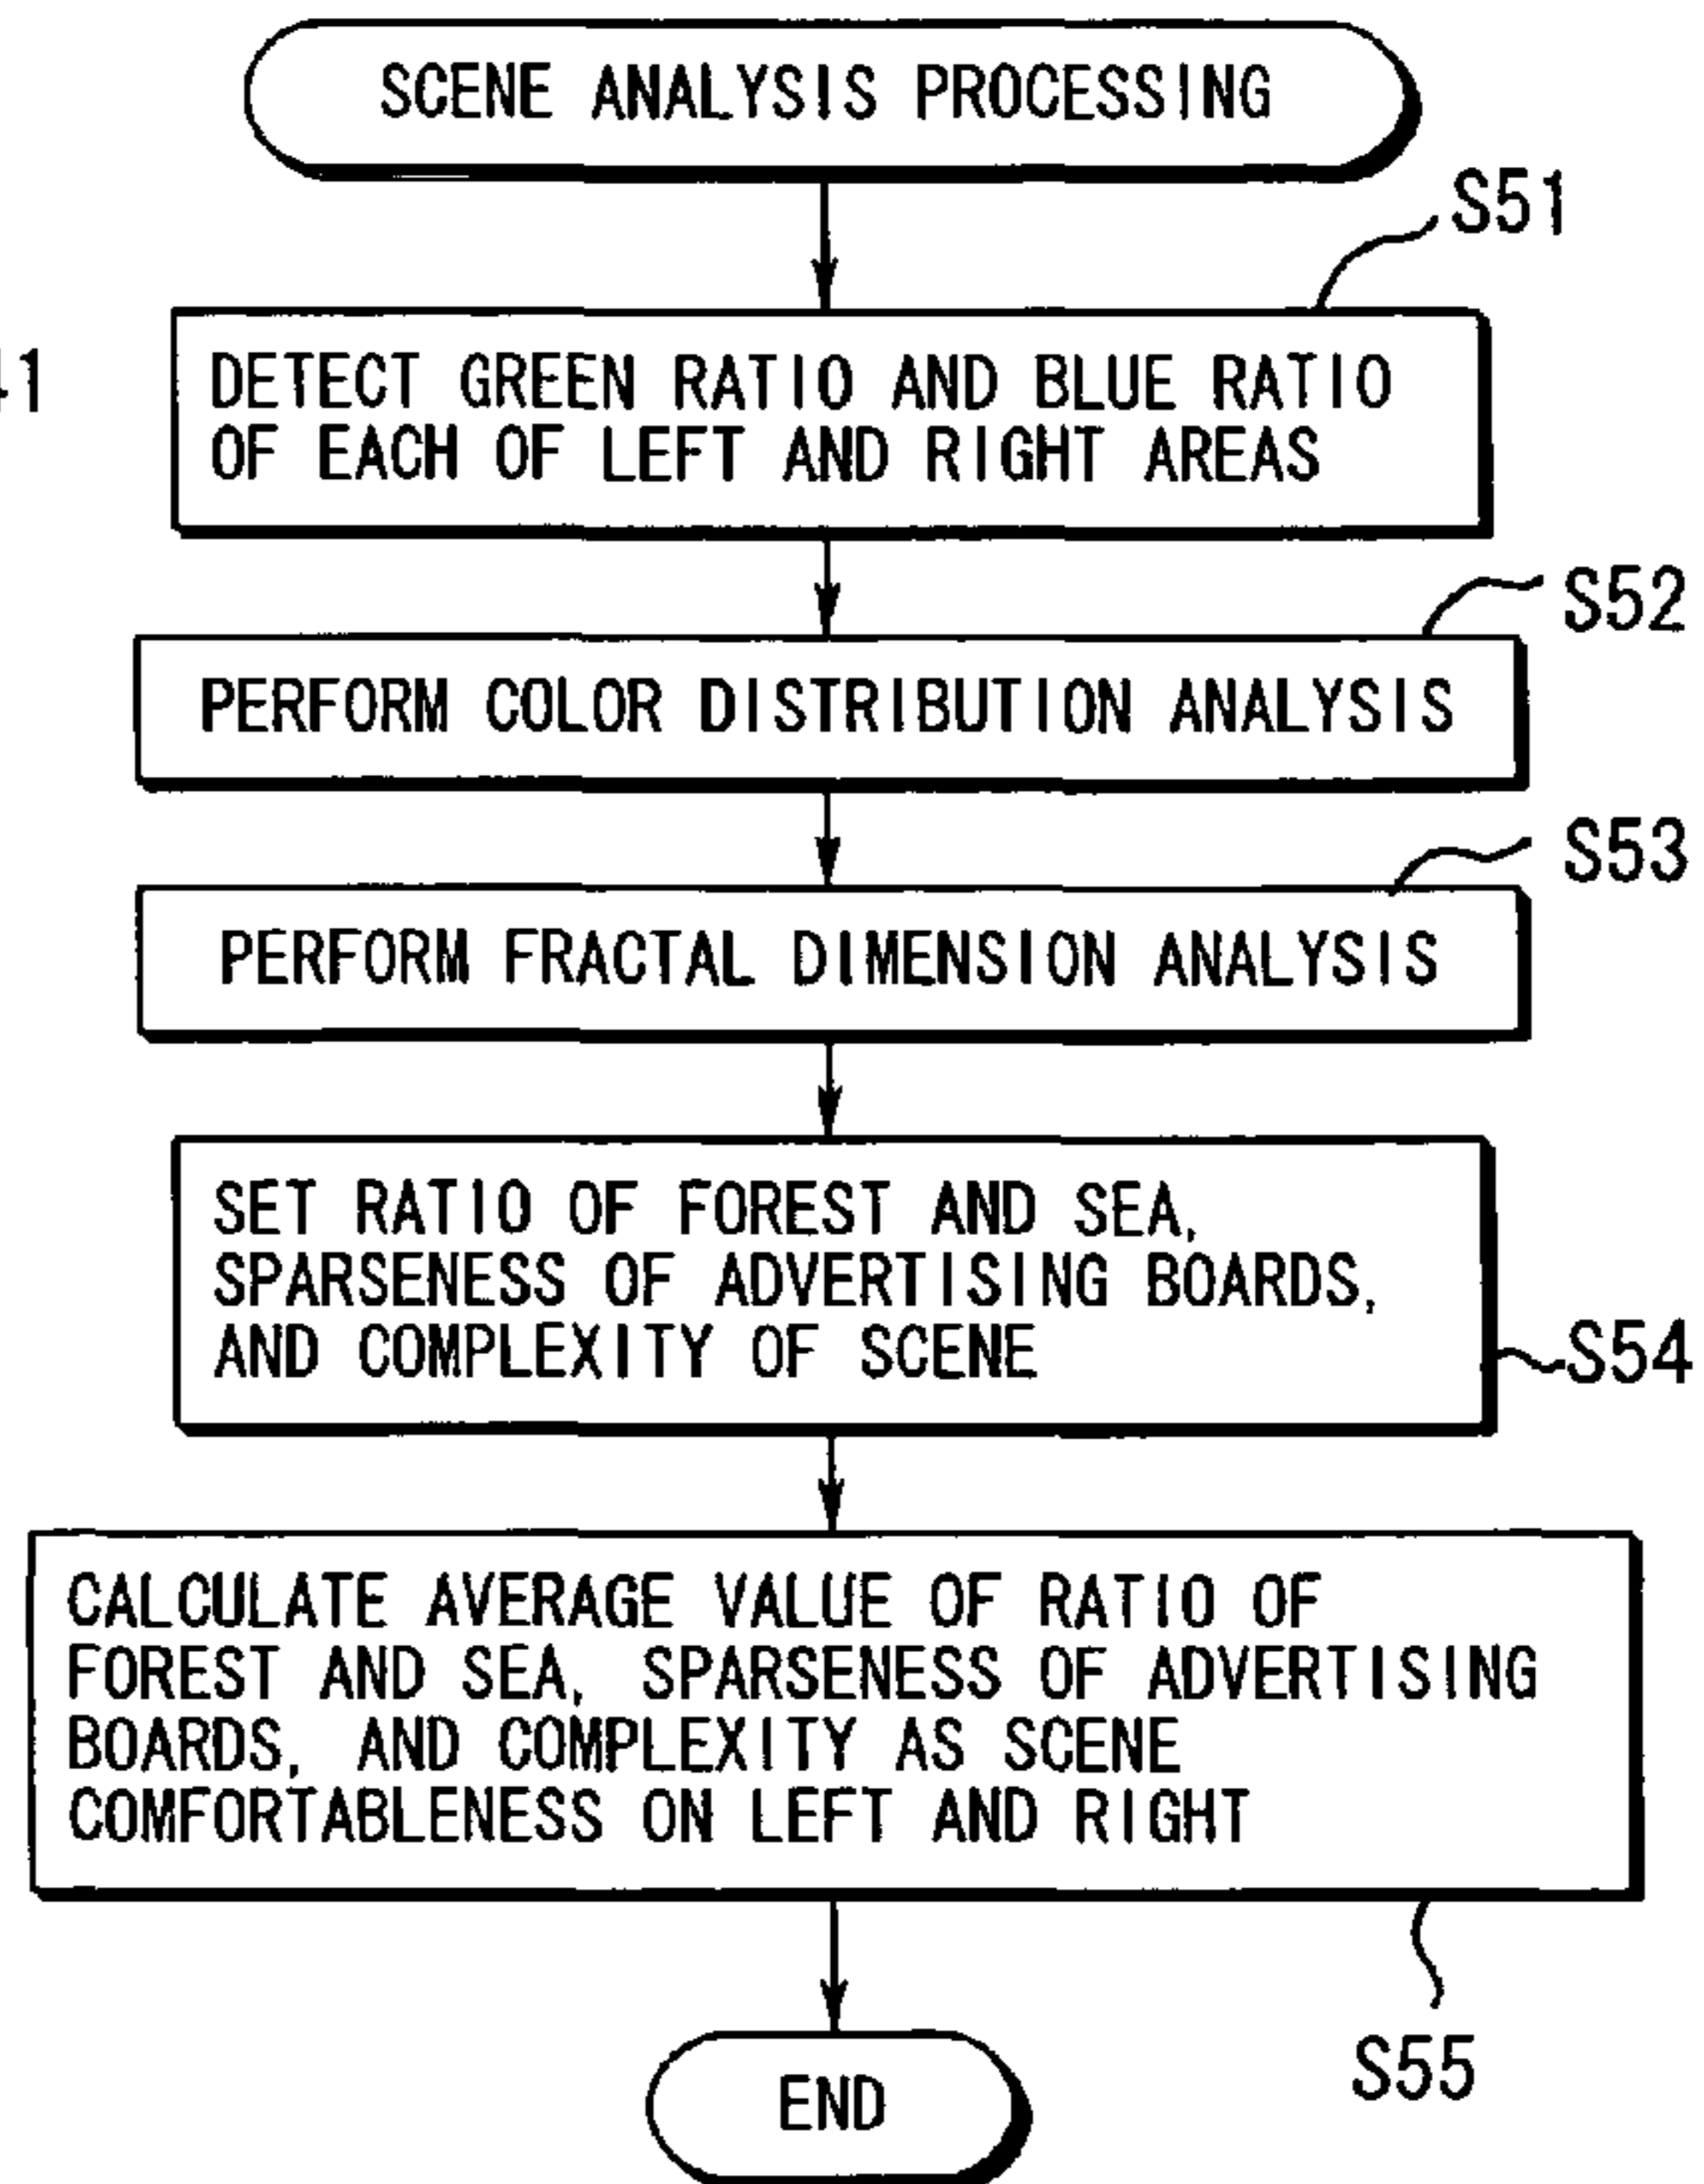 SCENE ANALYSIS PROCESSING
S51
41
DETECT GREEN RATIO AND BLUE RATIO
OF EACH OF LEFT AND RIGHT AREAS
S52
PERFORM COLOR DISTRIBUTION ANALYSIS
S53
PERFORM FRACTAL DIMENSION ANALYSIS
SET RATIO OF FOREST AND SEA,
SPARSENESS OF ADVERTISING BOARDS,
AND COMPLEXITY OF SCENE
S54
CALCULATE AVERAGE VALUE OF RATIO OF
FOREST AND SEA, SPARSENESS OF ADVERTISING
BOARDS, AND COMPLEXITY AS SCENE
COMFORTABLENESS ON LEFT AND RIGHT
S55
END